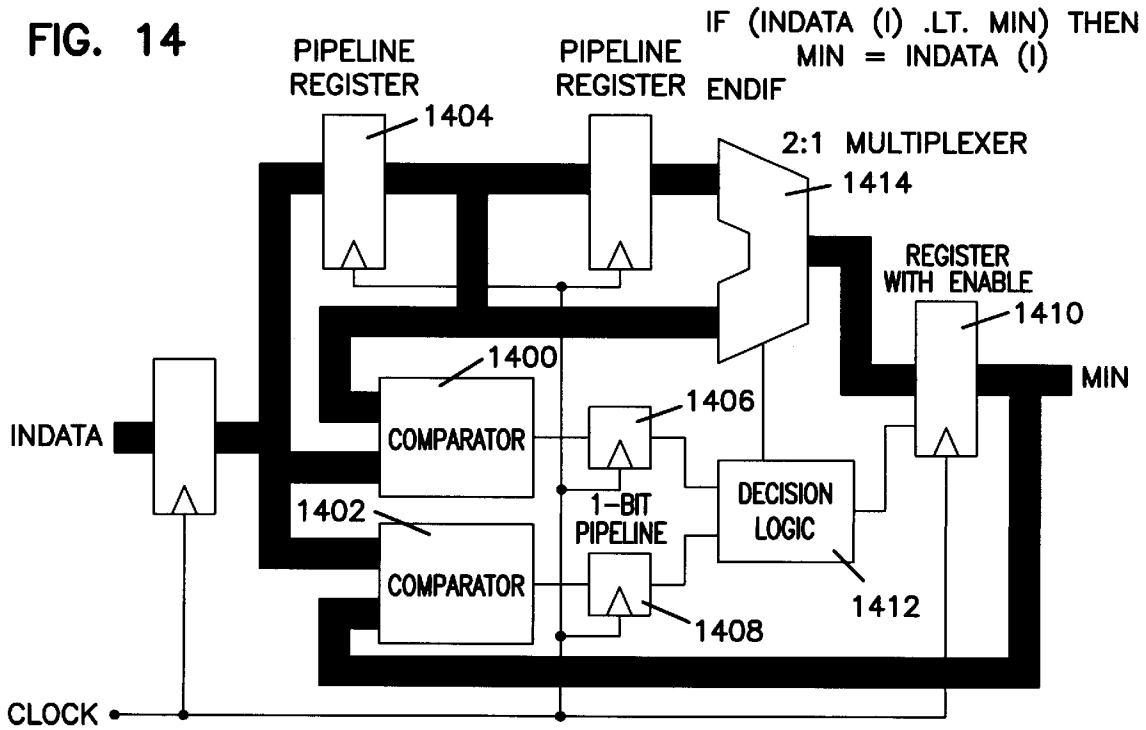 FIG. 14
IF (INDATA (I) .LT. MIN) THEN
MIN = INDATA (I)
ENDIF
PIPELINE
REGISTER
1404
PIPELINE
REGISTER
2:1 MULTIPLEXER
1414
REGISTER
WITH ENABLE
1410
MIN
1400
COMPARATOR
1406
INDATA
1402
COMPARATOR
1-BIT
PIPELINE
1408
DECISION
LOGIC
1412
CLOCK